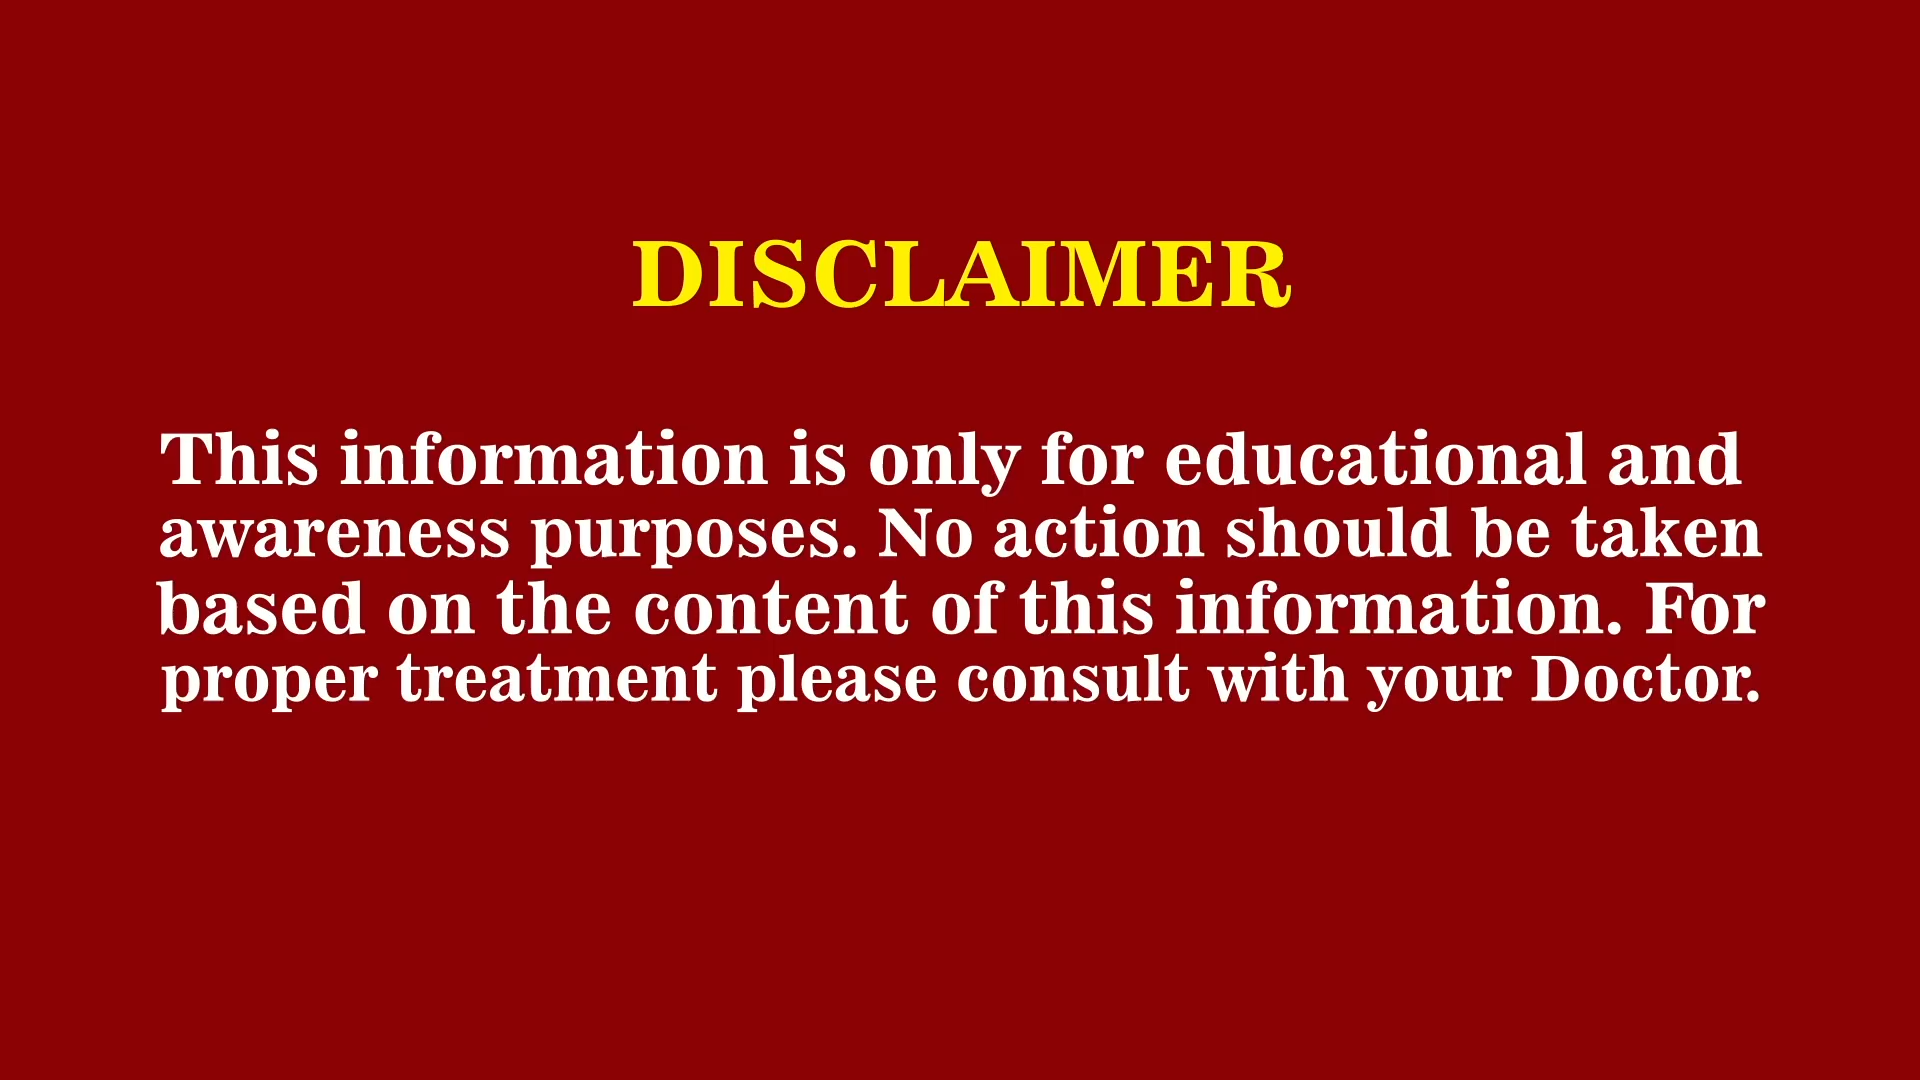 DISCLAIMER
This information is only for educational and
awareness purposes. No action should be taken
based on the content of this information. For
proper treatment please consult with your Doctor.